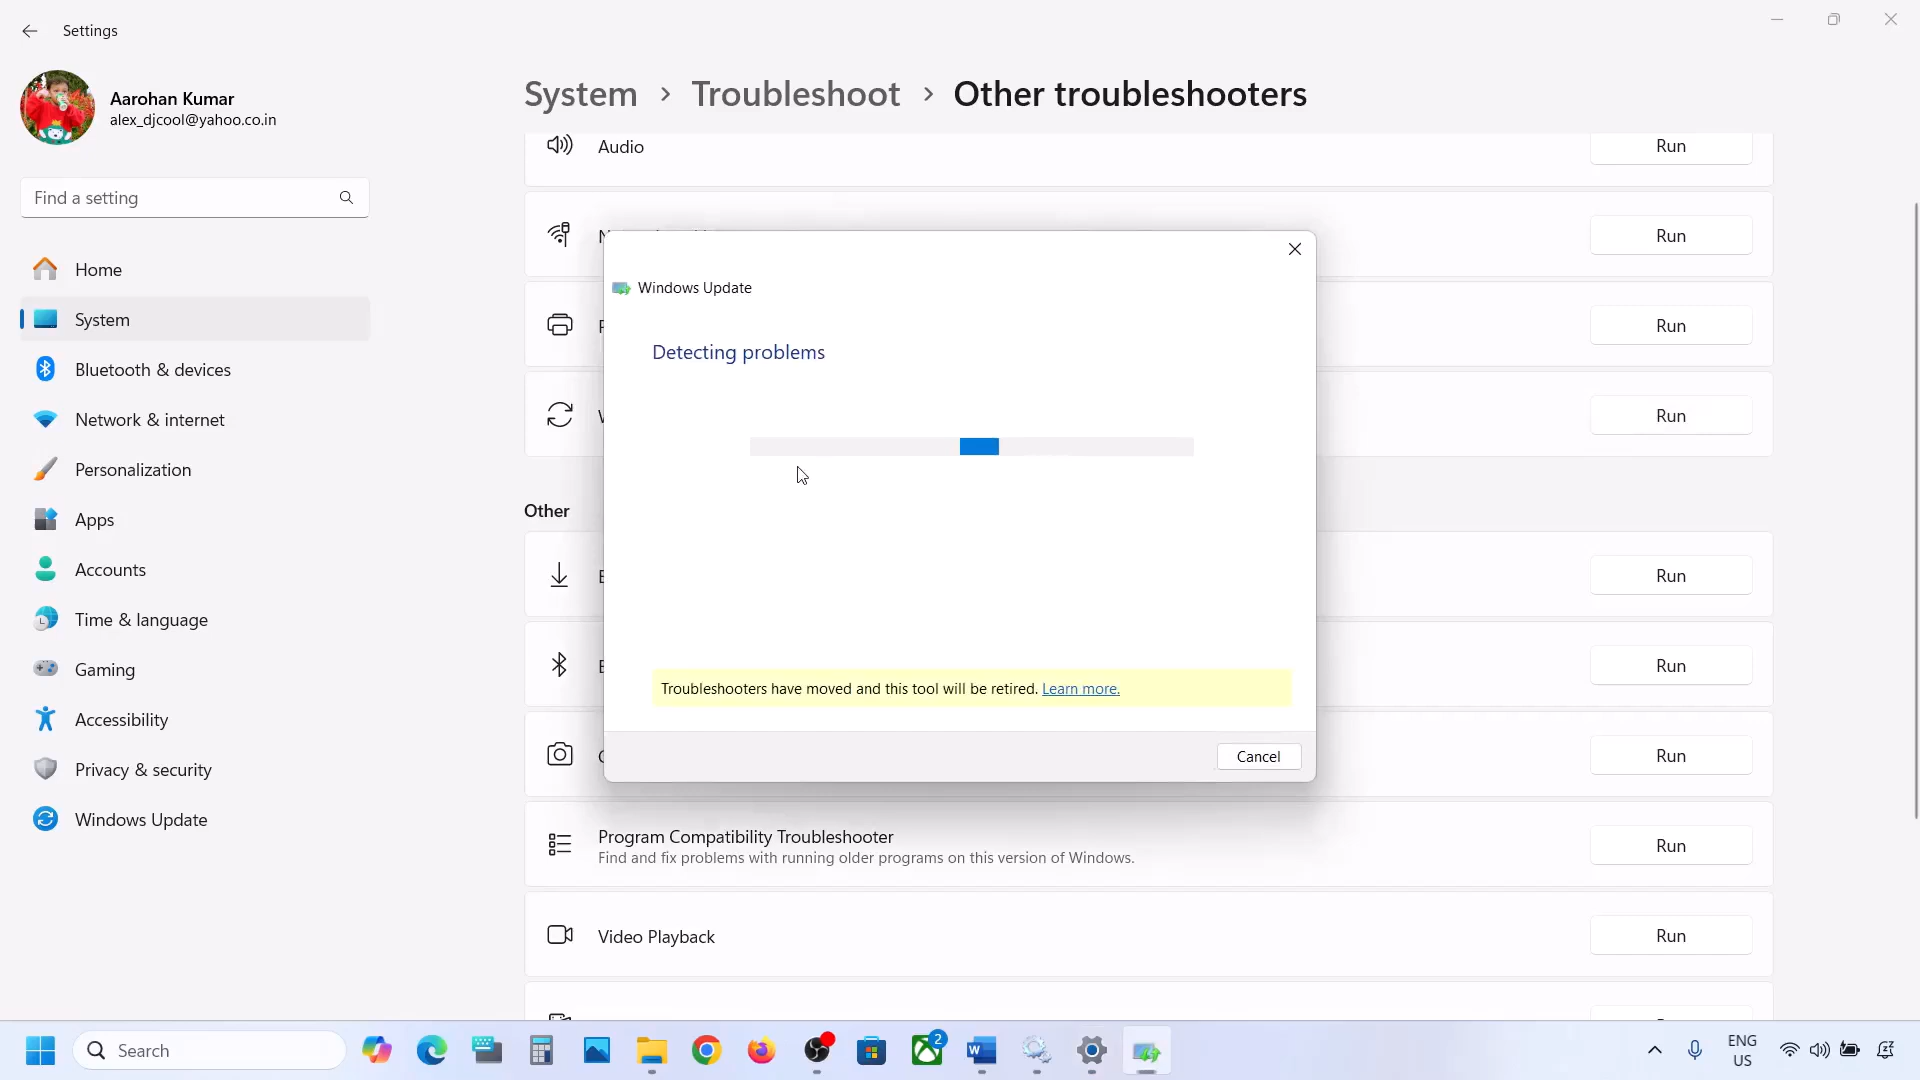 Settings
Aarohan Kumar
alex_djcool@yahoo.co.in
Find a setting
Home
System
Bluetooth & devices
Network & internet
Personalization
Apps
Accounts
Time & language
Gaming
Accessibility
Privacy & security
Windows Update
System > Troubleshoot > Other troubleshooters
Audio
Run
Run
Run
Run
Windows Update
Detecting problems
Troubleshooters have moved and this tool will be retired. Learn more.
Cancel
Other
Run
Run
Run
Program Compatibility Troubleshooter
Find and fix problems with running older programs on this version of Windows.
Run
Video Playback
Run
Search
2
ENG
US